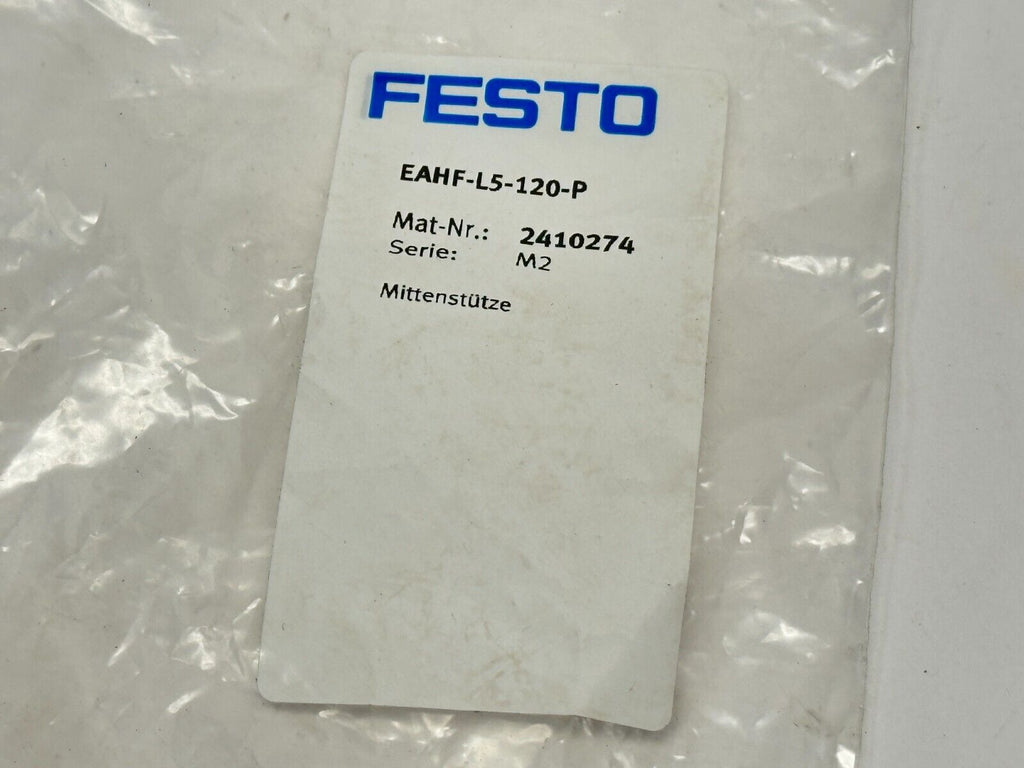 FESTO
EAHF-L5-120-P
Mat-Nr.: 2410274
Serie: M2
Mittenstütze